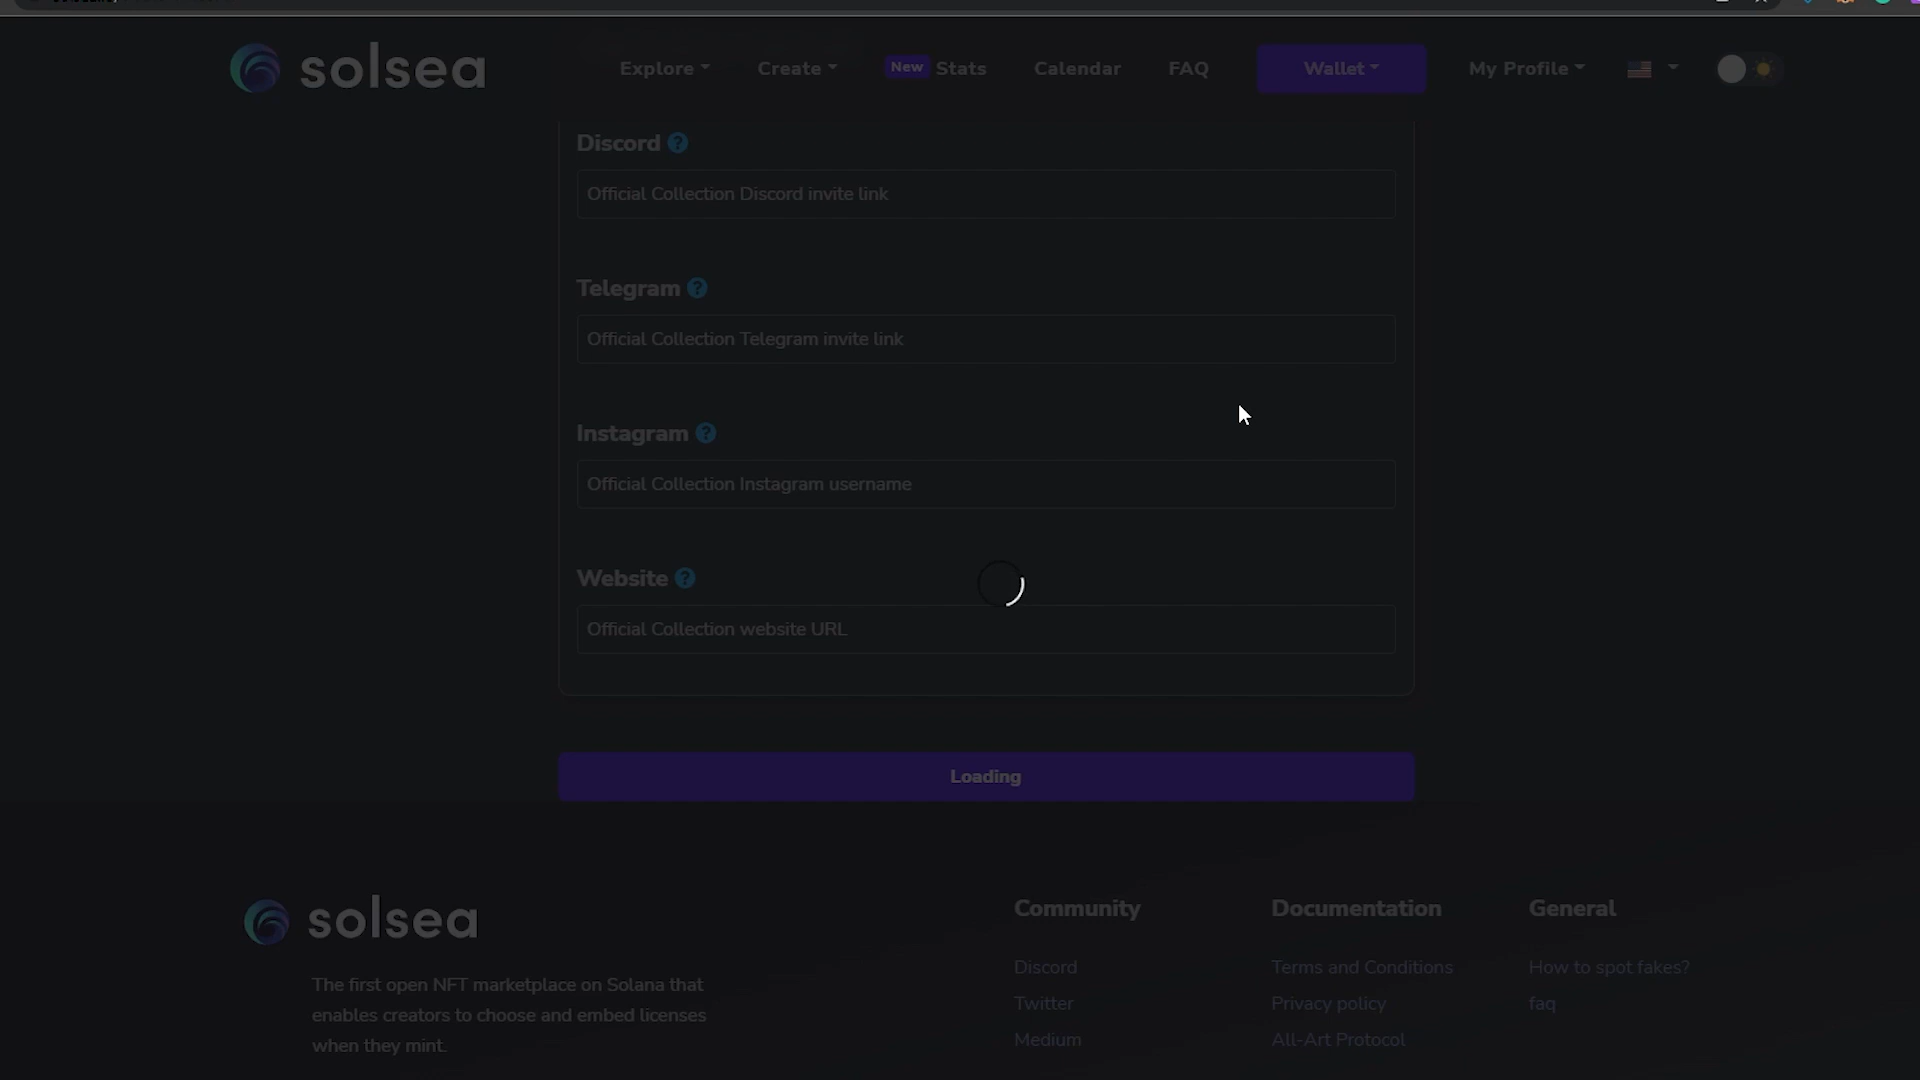 solsea
Explore
Create
New Stats
Calendar
FAQ
Wallet
My Profile
Discord ?
Official Collection Discord invite link
Telegram ?
Official Collection Telegram invite link
Instagram ?
Official Collection Instagram username
Website ?
Official Collection website URL
Loading
solsea
The first open NFT marketplace on Solana that
enables creators to choose and embed licenses
when they mint.
Community
Discord
Twitter
Medium
Documentation
Terms and Conditions
Privacy policy
All-Art Protocol
General
How to spot fakes?
faq